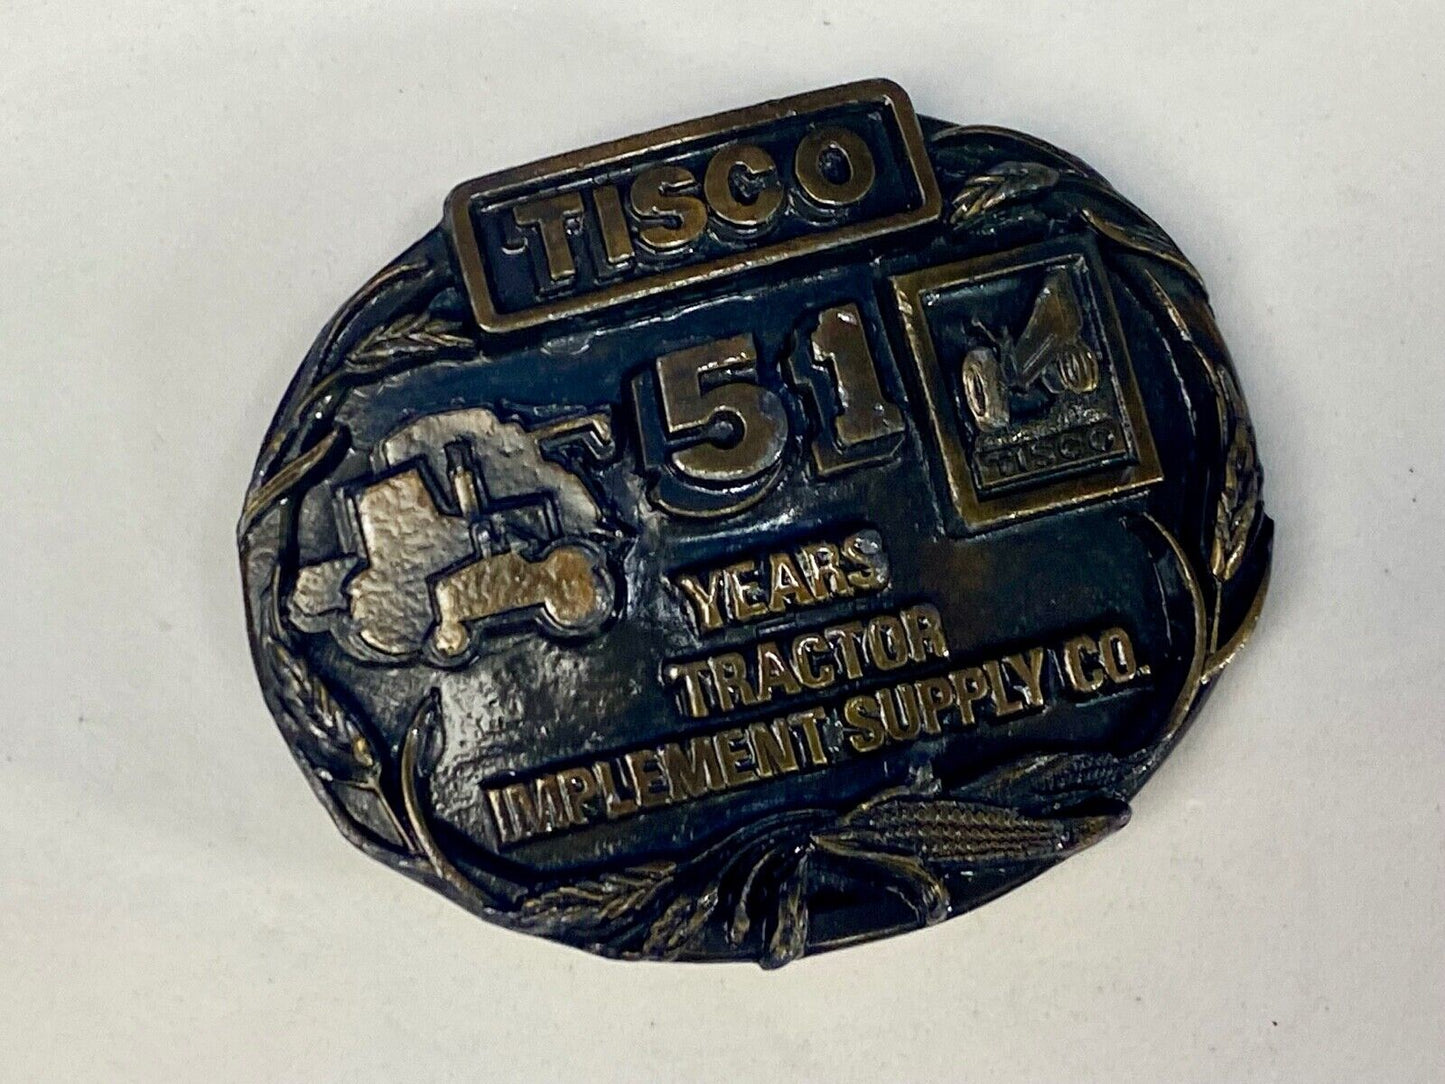 TISCO
51
TISCO
YEARS
TRACTOR
IMPLEMENT SUPPLY CO.